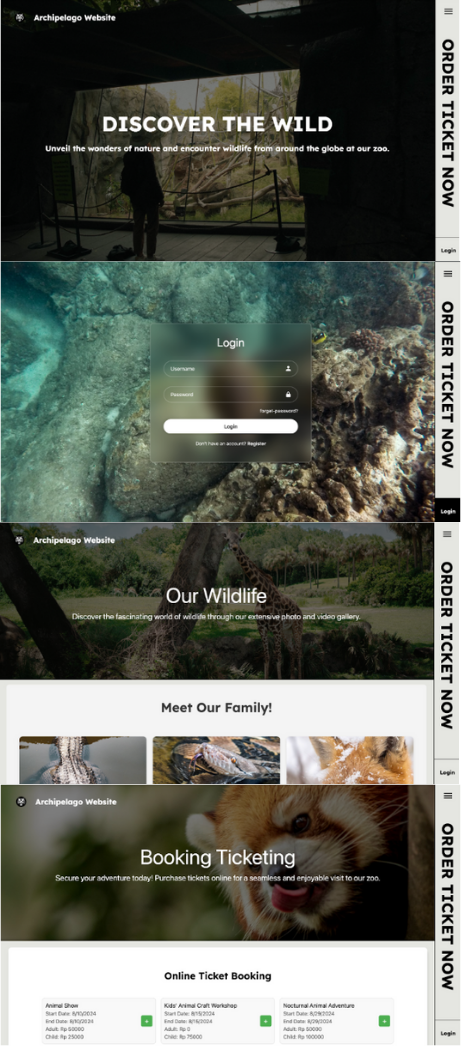 Archipelago Website
DISCOVER THE WILD
Unveil the wonders of nature and encounter wildlife from around the globe at our zoo.
ORDER TICKET NOW
Login
Login
Username
Password
forget-password?
Login
Don't have an account? Register
ORDER TICKET NOW
Login
Archipelago Website
Our Wildlife
Discover the fascinating world of wildlife through our extensive photo and video gallery.
Meet Our Family!
ORDER TICKET NOW
Login
Archipelago Website
Booking Ticketing
Secure your adventure today! Purchase tickets online for a seamless and enjoyable visit to our zoo.
Online Ticket Booking
Animal Show
Start Date: 8/10/2024
End Date: 8/10/2024
Adult: Rp 50000
Child: Rp 25000
+
Kids' Animal Craft Workshop
Start Date: 8/15/2024
End Date: 8/15/2024
Adult: Rp 0
Child: Rp 75000
+
Nocturnal Animal Adventure
Start Date: 8/29/2024
End Date: 8/29/2024
Child: Rp 100000
+
ORDER TICKET NOW
Login